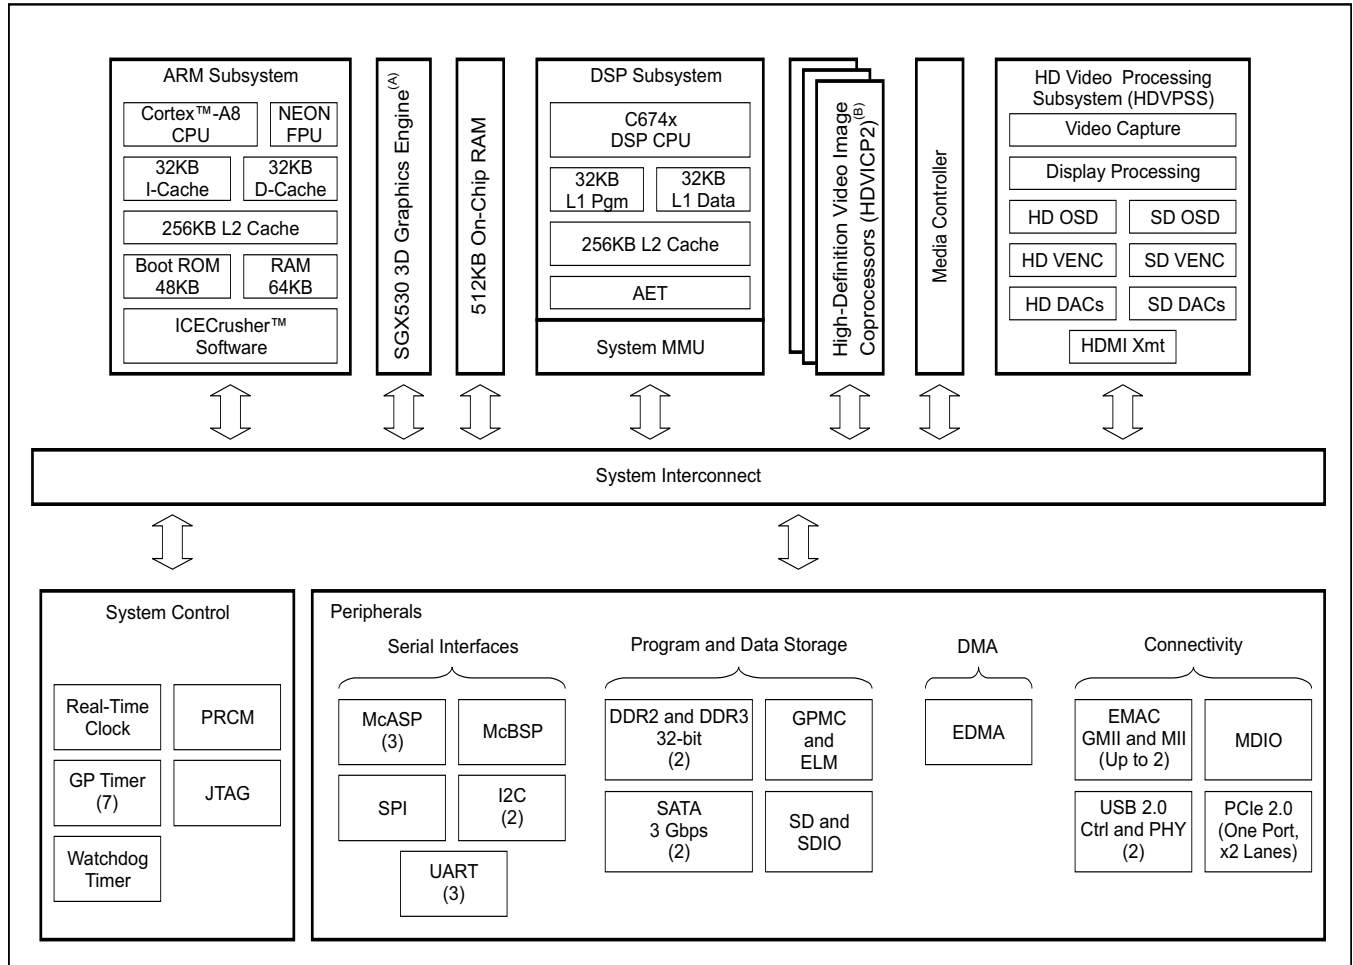 ARM Subsystem
Cortex™-A8
CPU
NEON
FPU
32KB
I-Cache
32KB
D-Cache
256KB L2 Cache
Boot ROM
48KB
RAM
64KB
ICECrusher™
Software
SGX530 3D Graphics Engine(A)
512KB On-Chip RAM
DSP Subsystem
C674x
DSP CPU
32KB
L1 Pgm
32KB
L1 Data
256KB L2 Cache
AET
System MMU
High-Definition Video Image
Coprocessors (HDVICP2)(B)
Media Controller
HD Video Processing
Subsystem (HDVPSS)
Video Capture
Display Processing
HD OSD
SD OSD
HD VENC
SD VENC
HD DACs
SD DACs
HDMI Xmt
System Interconnect
System Control
Real-Time
Clock
PRCM
GP Timer
(7)
JTAG
Watchdog
Timer
Peripherals
Serial Interfaces
McASP
(3)
McBSP
SPI
I2C
(2)
UART
(3)
Program and Data Storage
DDR2 and DDR3
32-bit
(2)
GPMC
and
ELM
SATA
3 Gbps
(2)
SD and
SDIO
DMA
EDMA
Connectivity
EMAC
GMII and MII
(Up to 2)
MDIO
USB 2.0
Ctrl and PHY
(2)
PCIe 2.0
(One Port,
x2 Lanes)